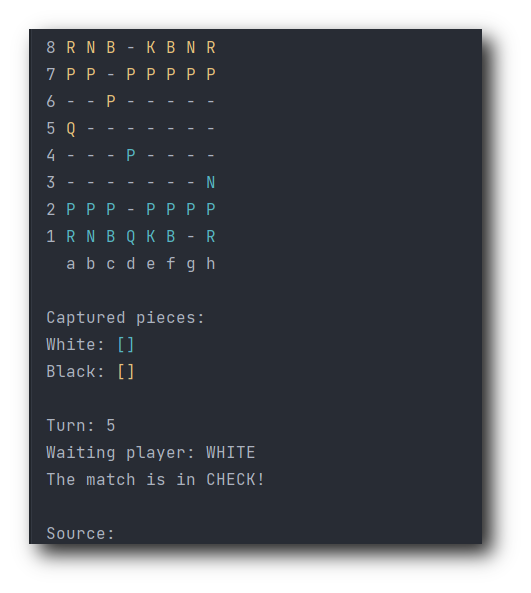 8 R N B - K B N R
7 P P - P P P P P
6 - - P - - - - -
5 Q - - - - - - -
4 - - - P - - - -
3 - - - - - - - N
2 P P P - P P P P
1 R N B Q K B - R
a b c d e f g h
Captured pieces:
White: []
Black: []
Turn: 5
Waiting player: WHITE
The match is in CHECK!
Source: